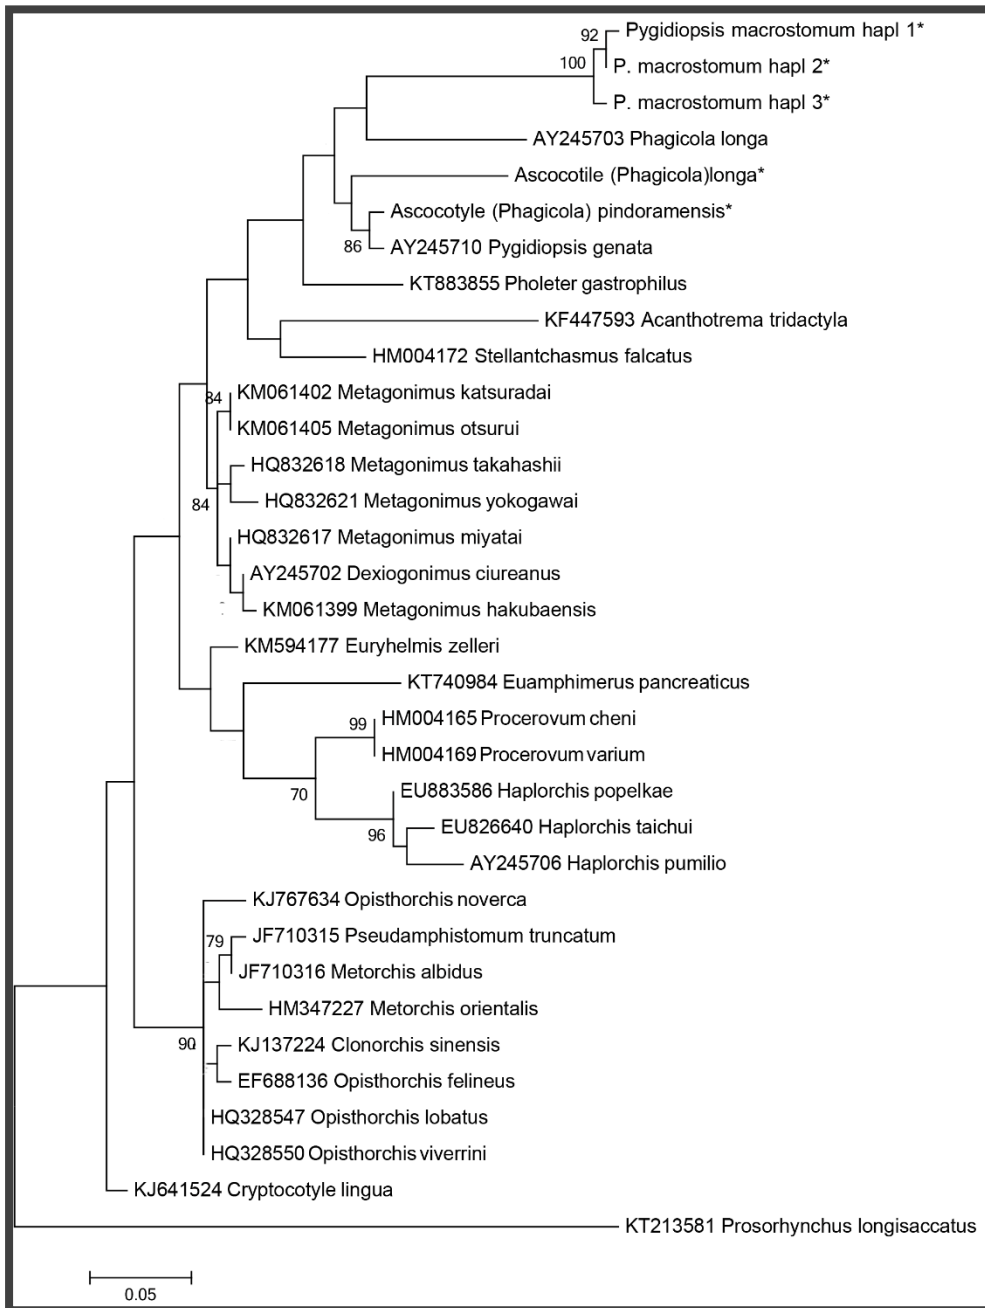 92
Pygidiopsis macrostomum hapl 1*
100
P. macrostomum hapl 2*
P. macrostomum hapl 3*
AY245703 Phagicola longa
Ascocotile (Phagicola)longa*
Ascocotyle (Phagicola) pindoramensis*
86
AY245710 Pygidiopsis genata
KT883855 Pholeter gastrophilus
KF447593 Acanthotrema tridactyla
HM004172 Stellantchasmus falcatus
84
KM061402 Metagonimus katsuradai
KM061405 Metagonimus otsurui
HQ832618 Metagonimus takahashii
84
HQ832621 Metagonimus yokogawai
HQ832617 Metagonimus miyatai
AY245702 Dexiogonimus ciureanus
KM061399 Metagonimus hakubaensis
KM594177 Euryhelmis zelleri
KT740984 Euamphimerus pancreaticus
99
HM004165 Procerovum cheni
HM004169 Procerovum varium
70
EU883586 Haplorchis popelkae
96
EU826640 Haplorchis taichui
AY245706 Haplorchis pumilio
KJ767634 Opisthorchis noverca
79
JF710315 Pseudamphistomum truncatum
JF710316 Metorchis albidus
HM347227 Metorchis orientalis
90
KJ137224 Clonorchis sinensis
EF688136 Opisthorchis felineus
HQ328547 Opisthorchis lobatus
HQ328550 Opisthorchis viverrini
KJ641524 Cryptocotyle lingua
KT213581 Prosorhynchus longisaccatus
0.05